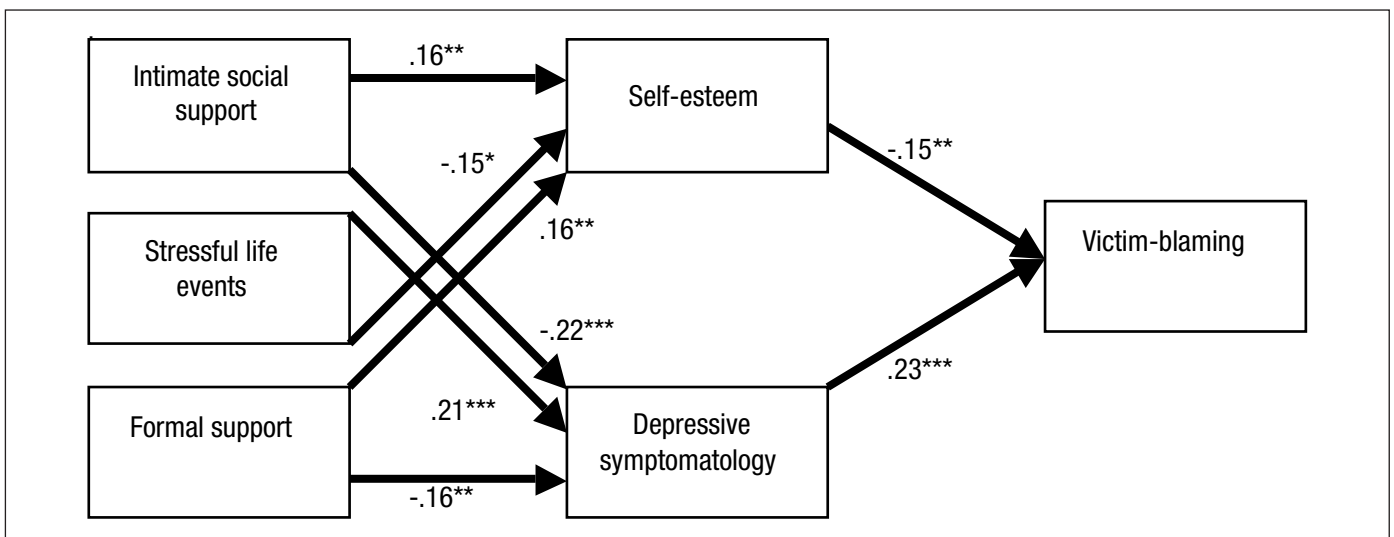 Intimate social
support
.16**
Self-esteem
-.15*
.16**
-.15**
Stressful life
events
Victim-blaming
-.22***
.21***
.23***
Formal support
-.16**
Depressive
symptomatology